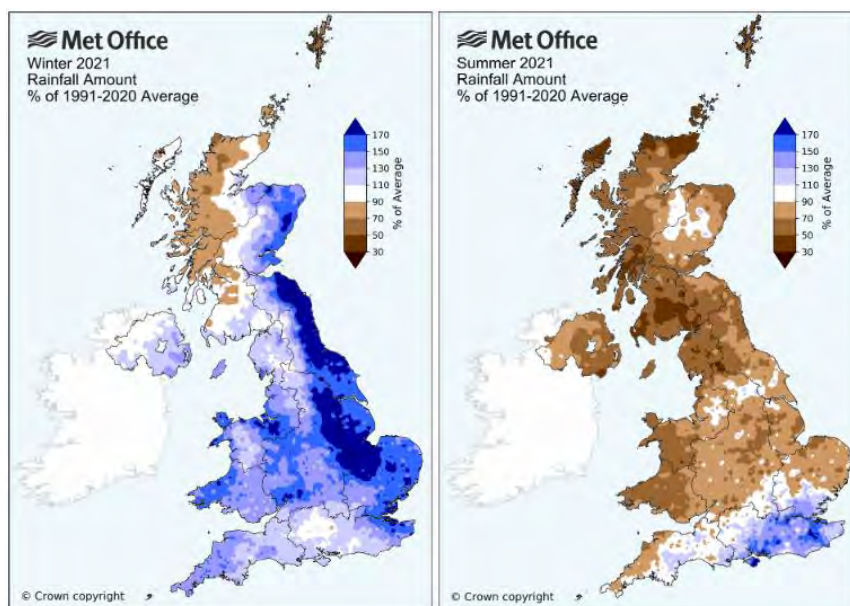 Met Office
Winter 2021
Rainfall Amount
% of 1991-2020 Average
170
150
130
110
90
70
50
30
% of Average
© Crown copyright
Met Office
Summer 2021
Rainfall Amount
% of 1991-2020 Average
170
150
130
110
90
70
50
30
% of Average
© Crown copyright